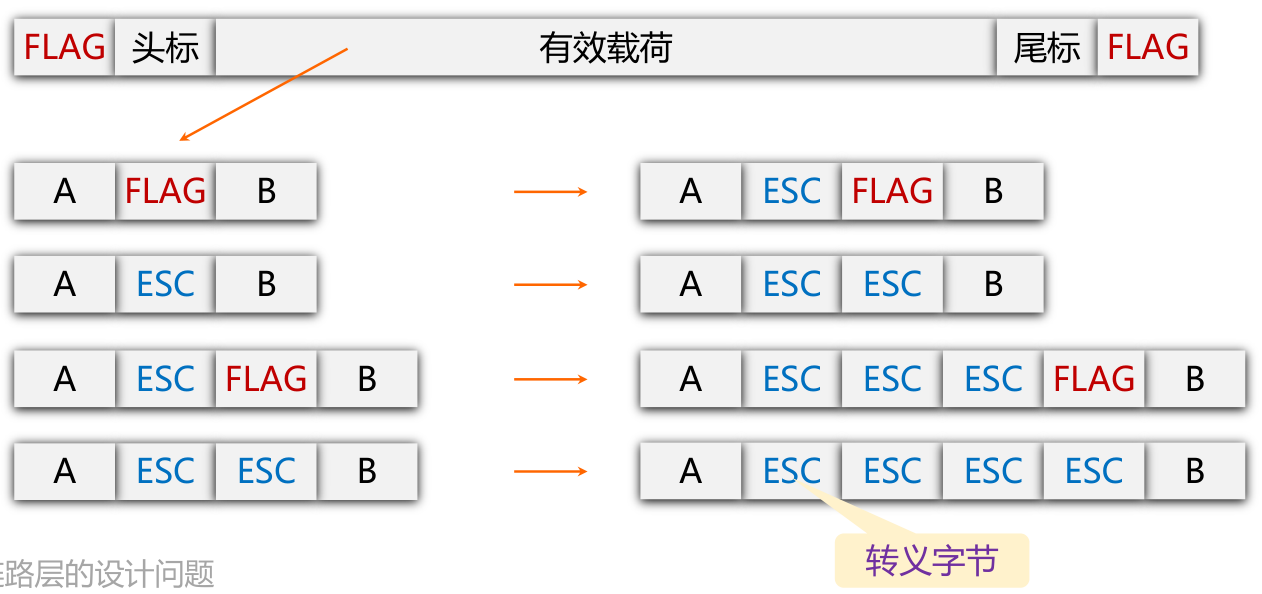 FLAG 头标 有效载荷 尾标 FLAG
A FLAG B A ESC FLAG B
A ESC B A ESC ESC B
A ESC FLAG B A ESC ESC ESC FLAG B
A ESC ESC B A ESC ESC ESC ESC B
转义字节
路层的设计问题